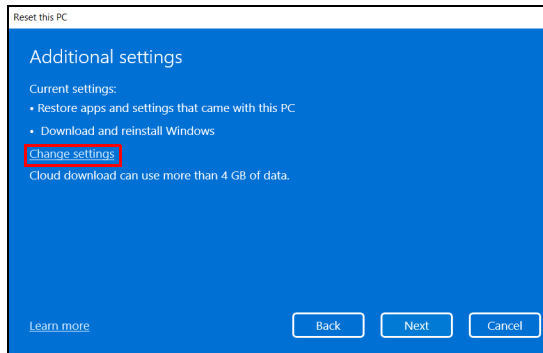 Reset this PC
Additional settings
Current settings:
• Restore apps and settings that came with this PC
• Download and reinstall Windows
Change settings
Cloud download can use more than 4 GB of data.
Learn more
Back
Next
Cancel